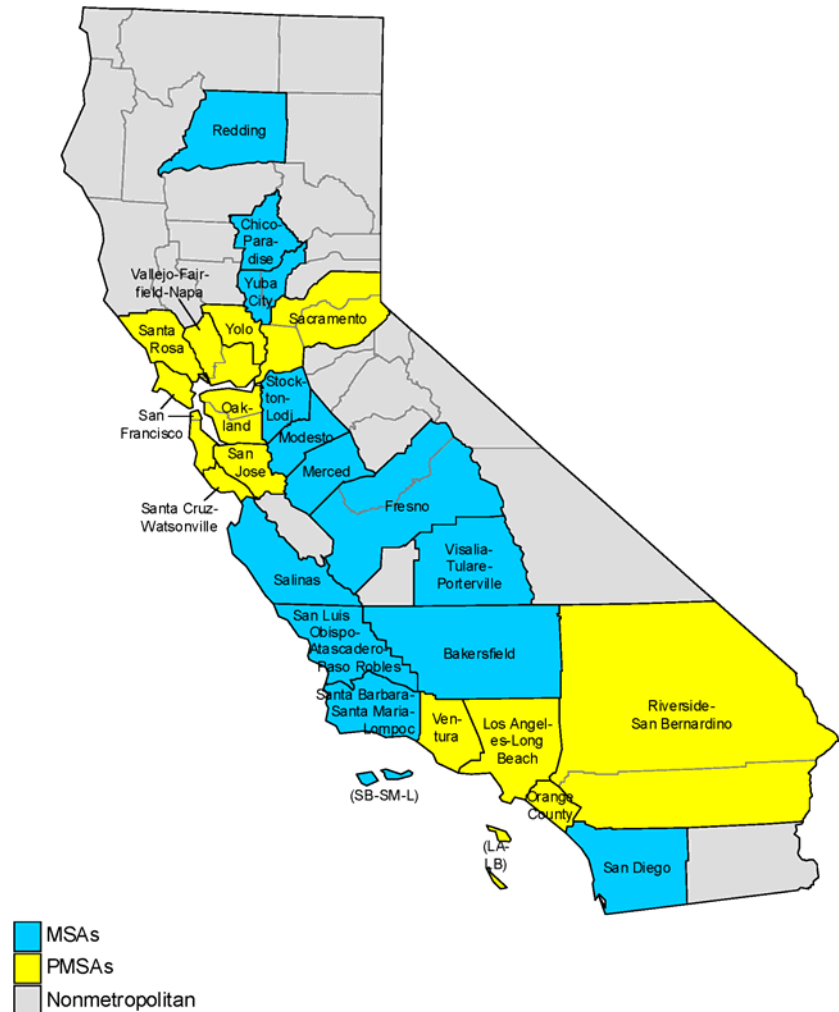 Redding
Chico-
Para-
dise
Vallejo-Fair-
field-Napa
Yuba
City
Santa
Rosa
Yolo
Sacramento
San
Francisco
Oak-
land
Stock-
ton-
Lodi
Modesto
San
Jose
Merced
Santa Cruz-
Watsonville
Fresno
Visalia-
Tulare-
Porterville
Salinas
San Luis
Obispo-
Atascadero-
Paso Robles
Bakersfield
Santa Barbara-
Santa Maria-
Lompoc
Ven-
tura
Los Angel-
es-Long
Beach
Riverside-
San Bernardino
(SB-SM-L)
Orange
County
(LA-
LB)
San Diego
MSAs
PMSAs
Nonmetropolitan